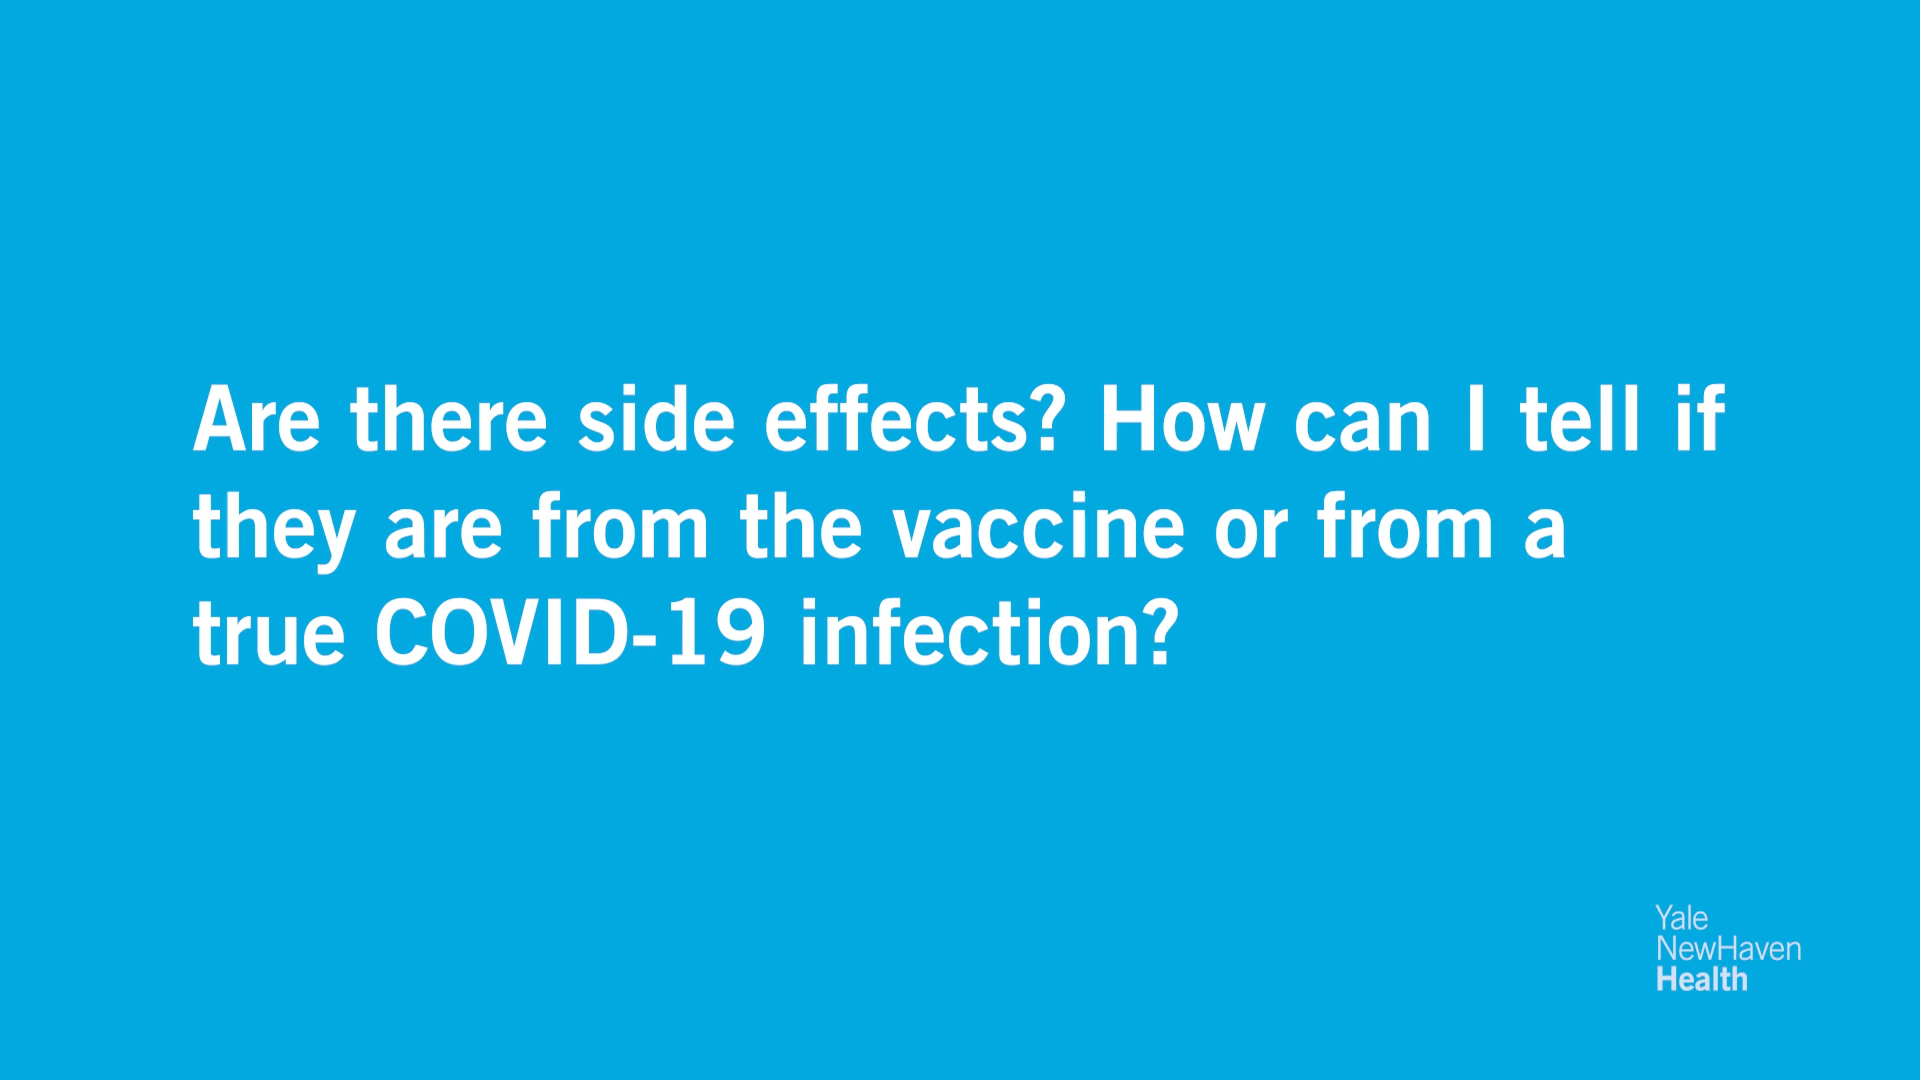 Are there side effects? How can I tell if
they are from the vaccine or from a
true COVID-19 infection?
Yale
NewHaven
Health